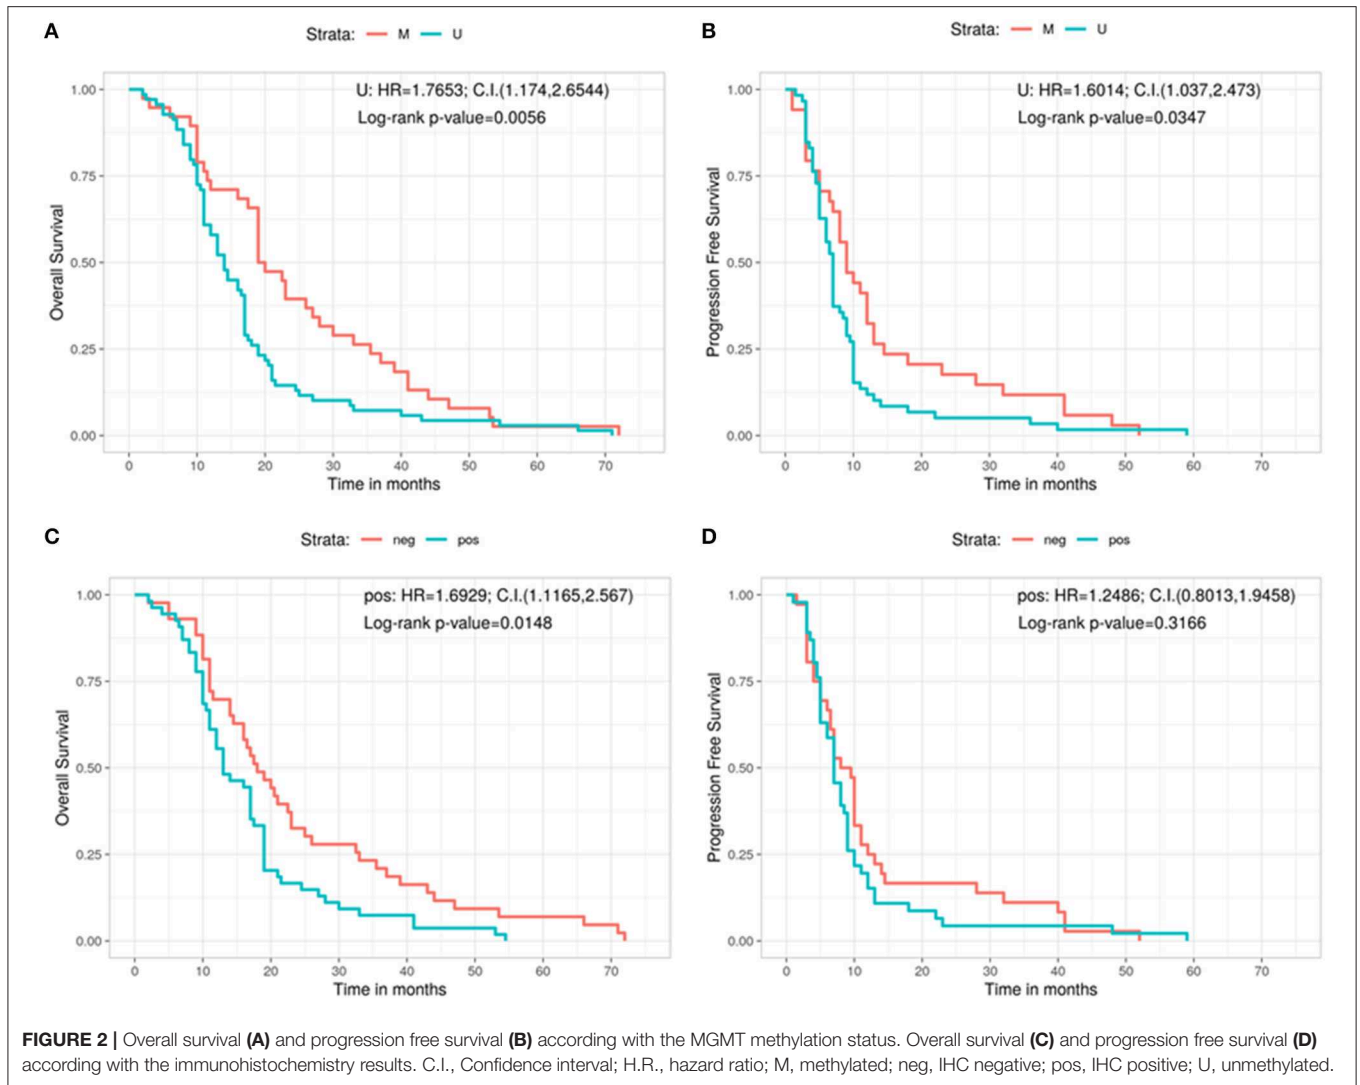 A
Strata: M U
U: HR=1.7653; C.I.(1.174,2.6544)
Log-rank p-value=0.0056
Overall Survival
1.00
0.75
0.50
0.25
0.00
0 10 20 30 40 50 60 70
Time in months
B
Strata: M U
U: HR=1.6014; C.I.(1.037,2.473)
Log-rank p-value=0.0347
Progression Free Survival
1.00
0.75
0.50
0.25
0.00
0 10 20 30 40 50 60 70
Time in months
C
Strata: neg pos
pos: HR=1.6929; C.I.(1.1165,2.567)
Log-rank p-value=0.0148
Overall Survival
1.00
0.75
0.50
0.25
0.00
0 10 20 30 40 50 60 70
Time in months
D
Strata: neg pos
pos: HR=1.2486; C.I.(0.8013,1.9458)
Log-rank p-value=0.3166
Progression Free Survival
1.00
0.75
0.50
0.25
0.00
0 10 20 30 40 50 60 70
Time in months
FIGURE 2 | Overall survival (A) and progression free survival (B) according with the MGMT methylation status. Overall survival (C) and progression free survival (D)
according with the immunohistochemistry results. C.I., Confidence interval; H.R., hazard ratio; M, methylated; neg, IHC negative; pos, IHC positive; U, unmethylated.